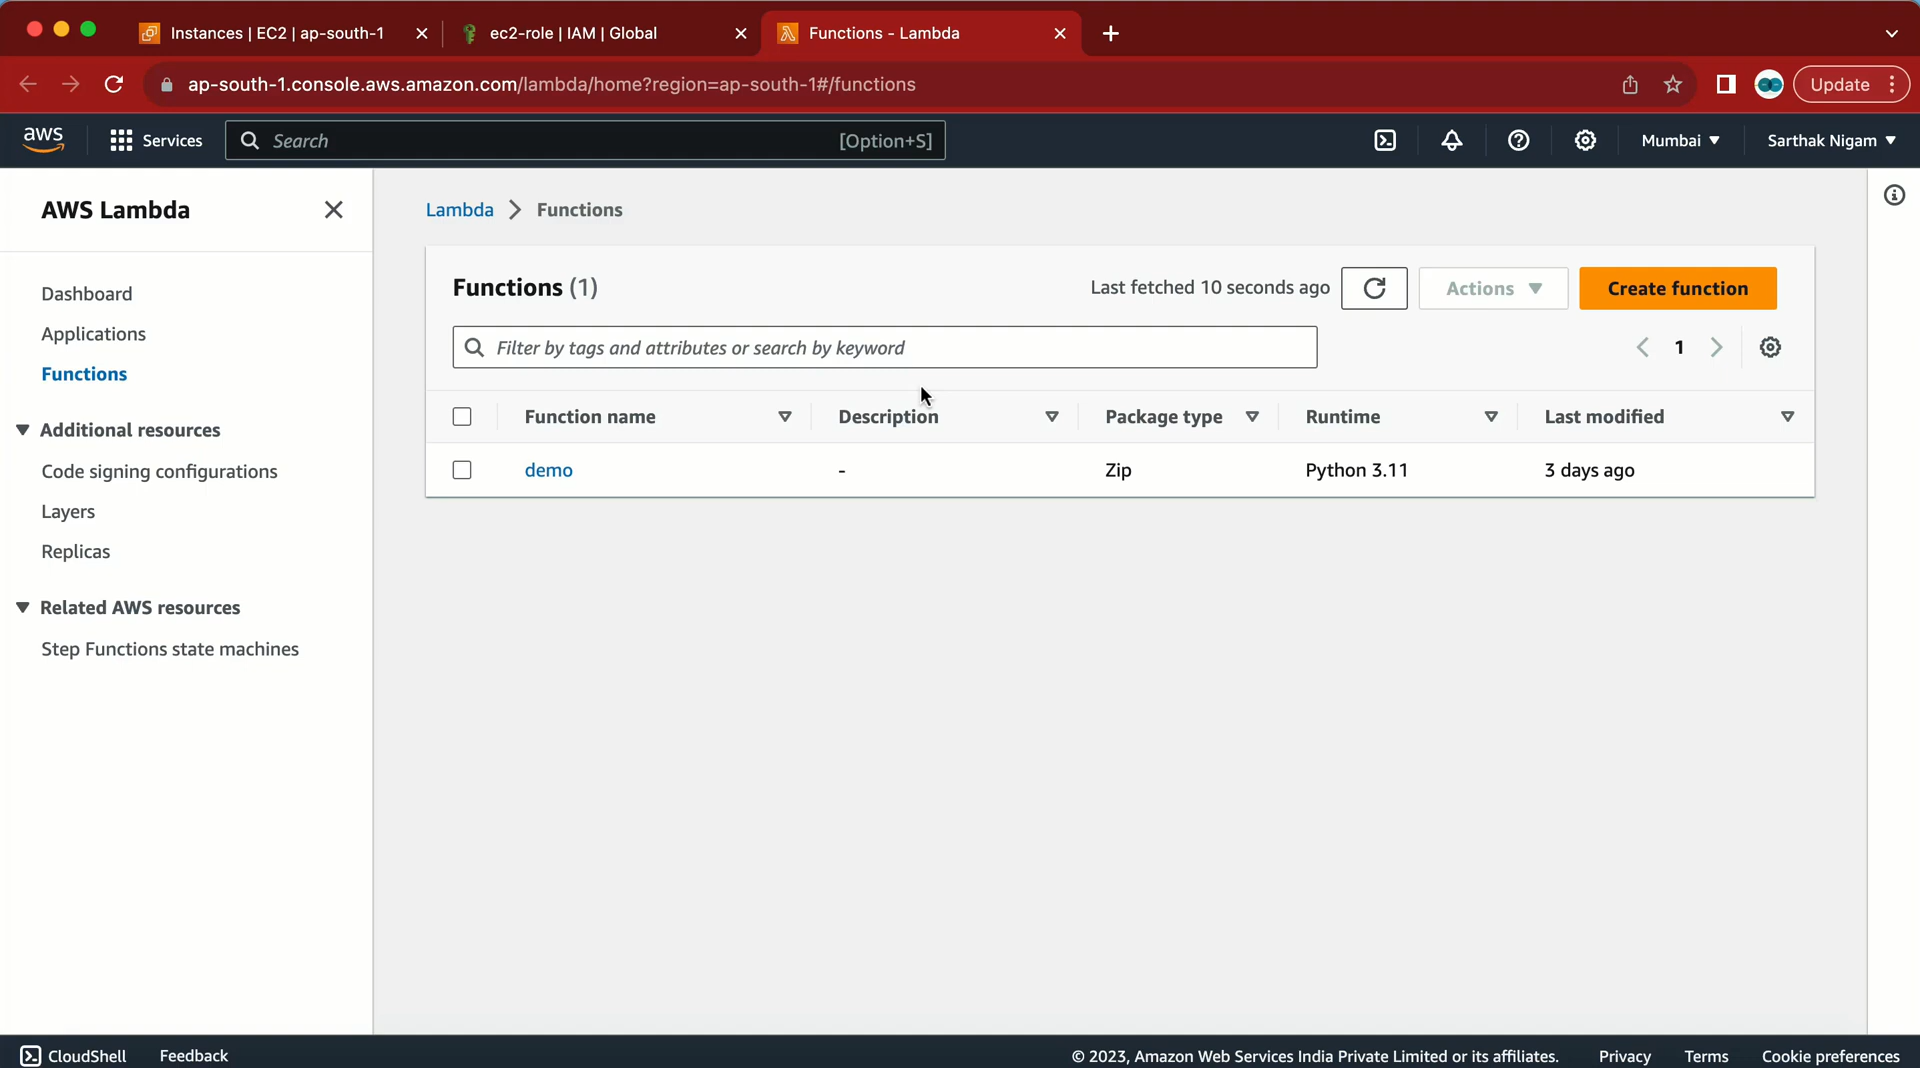 Instances | EC2 | ap-south-1
ec2-role | IAM | Global
Functions - Lambda
ap-south-1.console.aws.amazon.com/lambda/home?region=ap-south-1#/functions
Update
aws
Services
Search
[Option+S]
Mumbai
Sarthak Nigam
AWS Lambda
Dashboard
Applications
Functions
Additional resources
Code signing configurations
Layers
Replicas
Related AWS resources
Step Functions state machines
Lambda > Functions
Functions (1)
Last fetched 10 seconds ago
Actions
Create function
Filter by tags and attributes or search by keyword
1
Function name Description Package type Runtime Last modified
demo - Zip Python 3.11 3 days ago
CloudShell Feedback © 2023, Amazon Web Services India Private Limited or its affiliates. Privacy Terms Cookie preferences